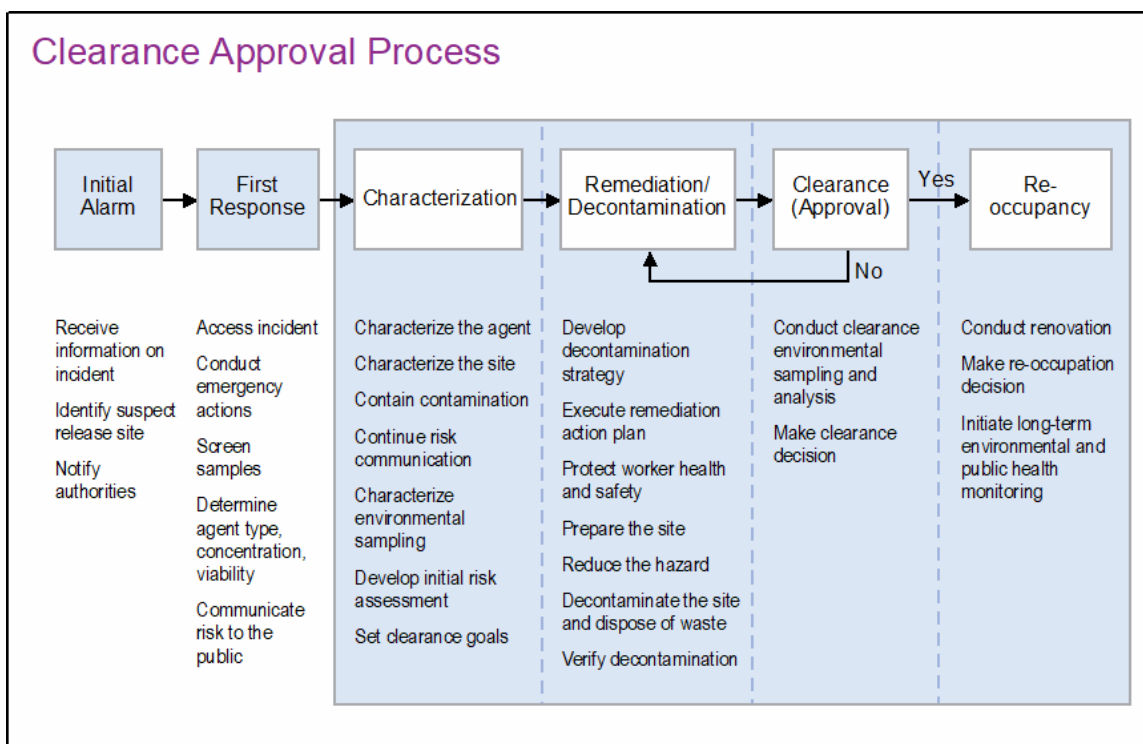 Clearance Approval Process
Initial
Alarm
First
Response
Characterization
Remediation/
Decontamination
Clearance
(Approval)
Yes
Re-
occupancy
No
Receive
information on
incident
Identify suspect
release site
Notify
authorities
Access incident
Conduct
emergency
actions
Screen
samples
Determine
agent type,
concentration,
viability
Communicate
risk to the
public
Characterize the agent
Characterize the site
Contain contamination
Continue risk
communication
Characterize
environmental
sampling
Develop initial risk
assessment
Set clearance goals
Develop
decontamination
strategy
Execute remediation
action plan
Protect worker health
and safety
Prepare the site
Reduce the hazard
Decontaminate the site
and dispose of waste
Verify decontamination
Conduct clearance
environmental
sampling and
analysis
Make clearance
decision
Conduct renovation
Make re-occupation
decision
Initiate long-term
environmental and
public health
monitoring